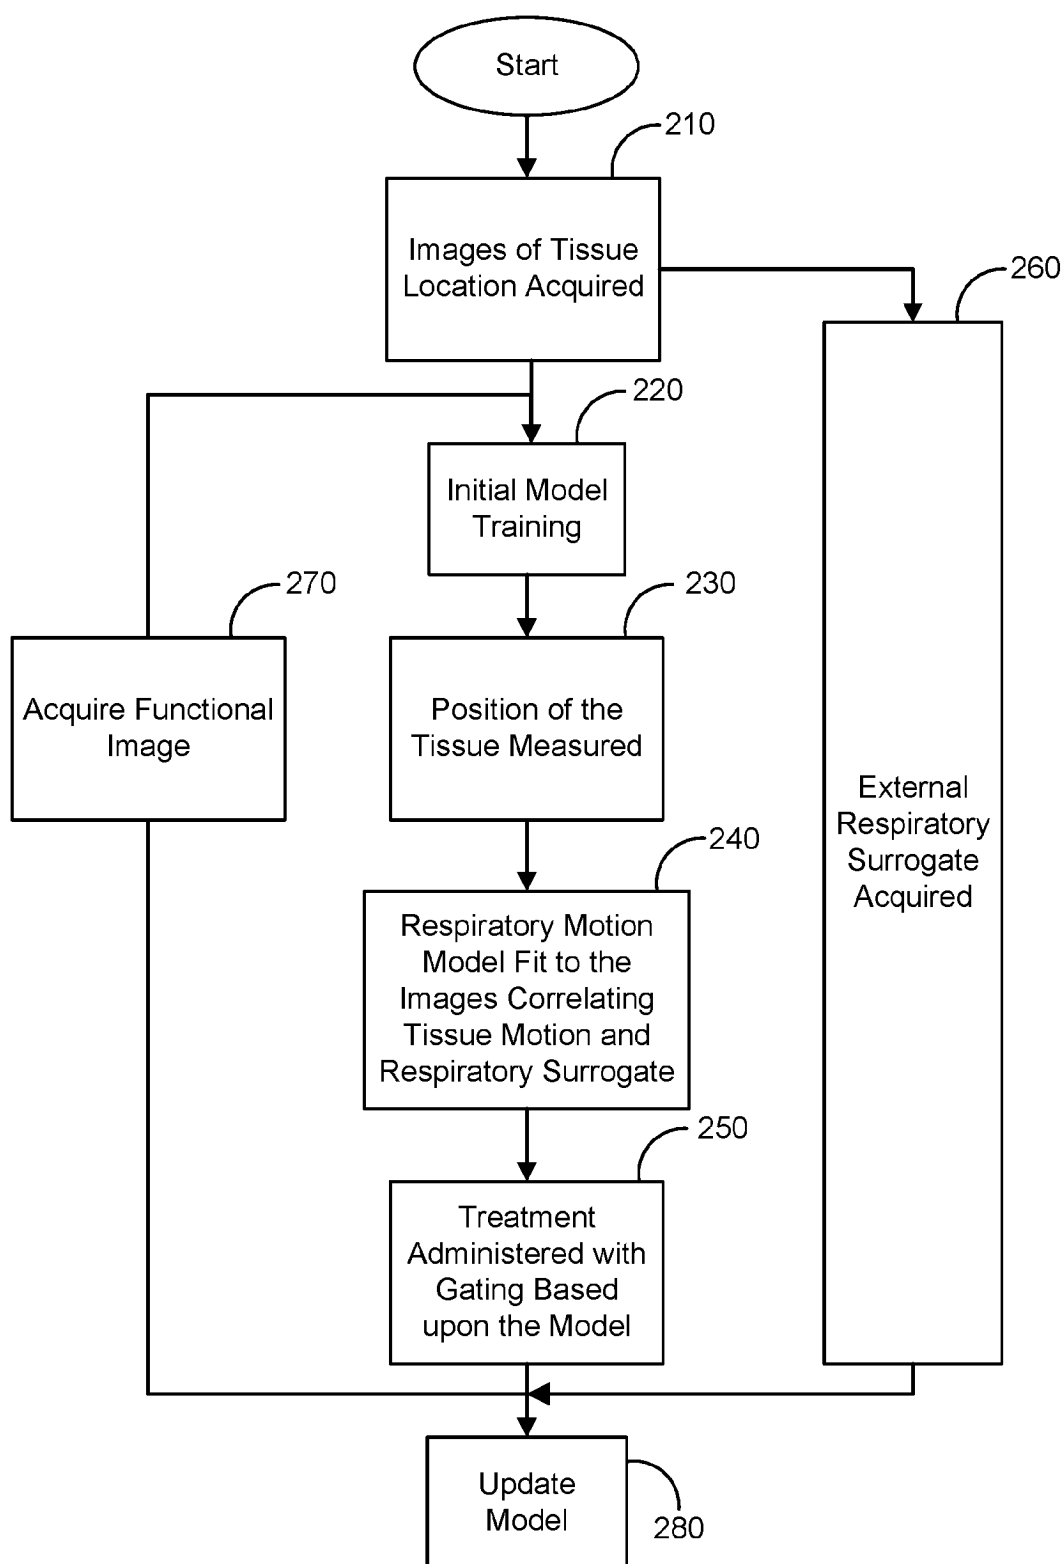 Start
210
Images of Tissue
Location Acquired
260
220
Initial Model
Training
270
230
Acquire Functional
Image
Position of the
Tissue Measured
External
Respiratory
Surrogate
Acquired
240
Respiratory Motion
Model Fit to the
Images Correlating
Tissue Motion and
Respiratory Surrogate
250
Treatment
Administered with
Gating Based
upon the Model
Update
Model
280